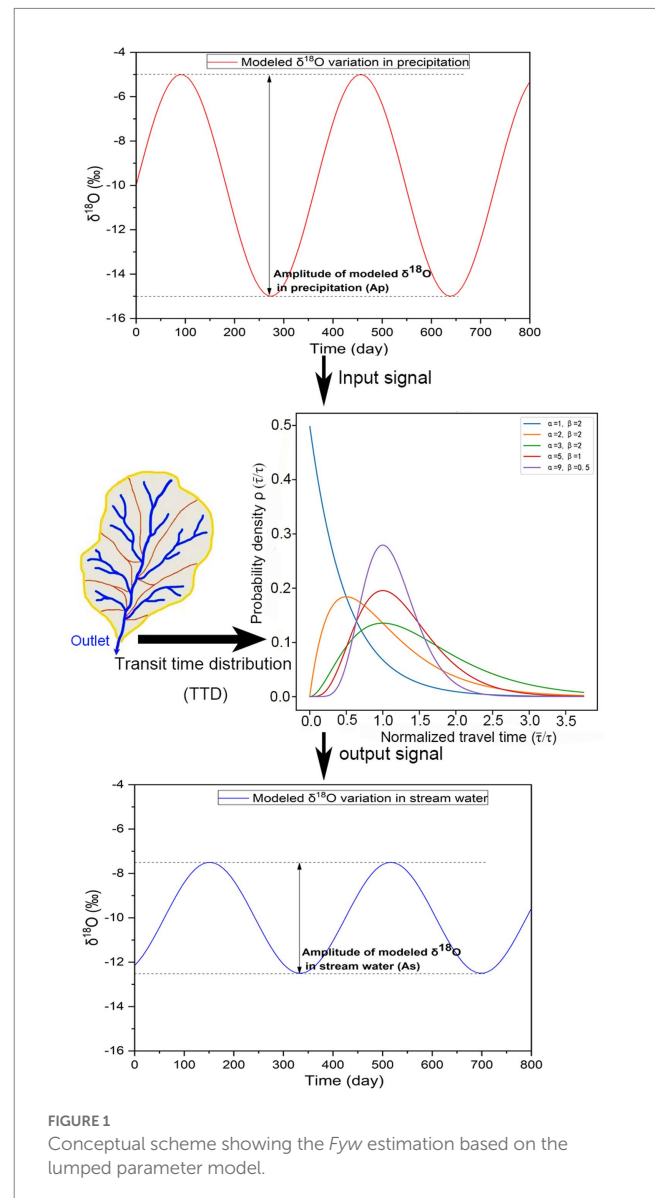 Modeled δ¹⁸O variation in precipitation
-4
-6
-8
-10
-12
-14
-16
δ¹⁸O (‰)
Amplitude of modeled δ¹⁸O
in precipitation (Ap)
0 100 200 300 400 500 600 700 800
Time (day)
Input signal
Outlet
Transit time distribution
(TTD)
0.5
0.4
0.3
0.2
0.1
0.0
Probability density ρ (τ̄/τ)
α=1, β=2
α=2, β=2
α=3, β=2
α=5, β=1
α=9, β=0.5
0.0 0.5 1.0 1.5 2.0 2.5 3.0 3.5
Normalized travel time (τ̄/τ)
output signal
Modeled δ¹⁸O variation in stream water
-4
-6
-8
-10
-12
-14
-16
δ¹⁸O (‰)
Amplitude of modeled δ¹⁸O
in stream water (As)
0 100 200 300 400 500 600 700 800
Time (day)
FIGURE 1
Conceptual scheme showing the Fyw estimation based on the
lumped parameter model.